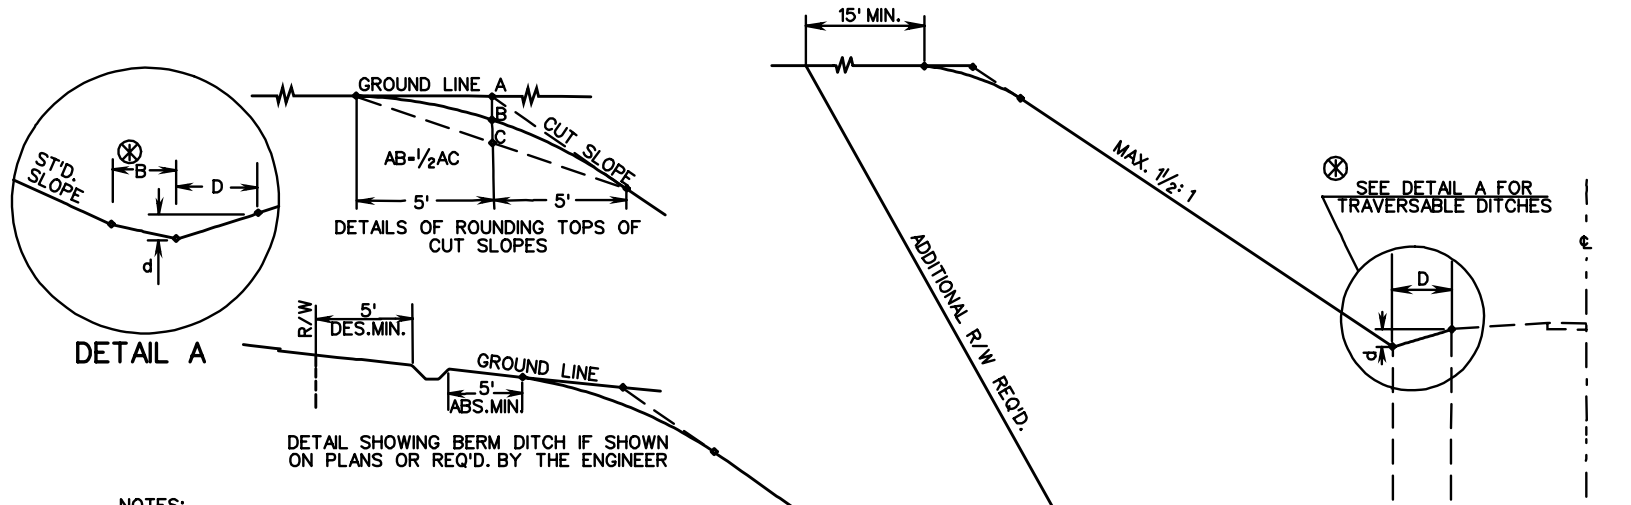 15' MIN.
GROUND LINE A
B
C
CUT SLOPE
AB=1/2AC
5'
5'
DETAILS OF ROUNDING TOPS OF
CUT SLOPES
ST'D.
SLOPE
B
D
d
DETAIL A
R/W
5'
DES.MIN.
GROUND LINE
5'
ABS.MIN.
DETAIL SHOWING BERM DITCH IF SHOWN
ON PLANS OR REQ'D. BY THE ENGINEER
NOTES:
MAX. 1½:1
ADDITIONAL R/W REQ'D.
SEE DETAIL A FOR
TRAVERSABLE DITCHES
℄
D
d